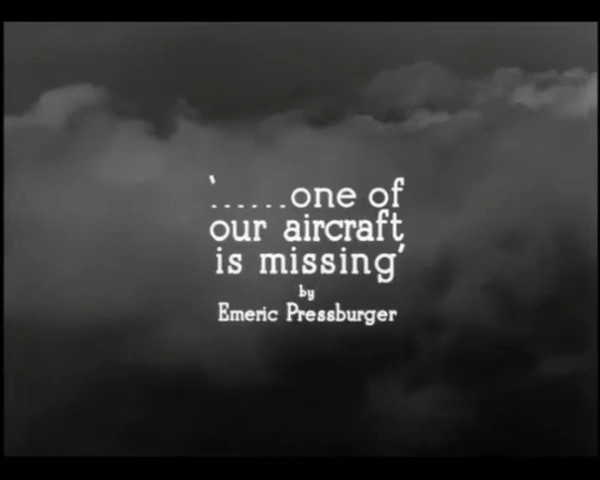 ‘......one of
our aircraft
is missing’
by
Emeric Pressburger